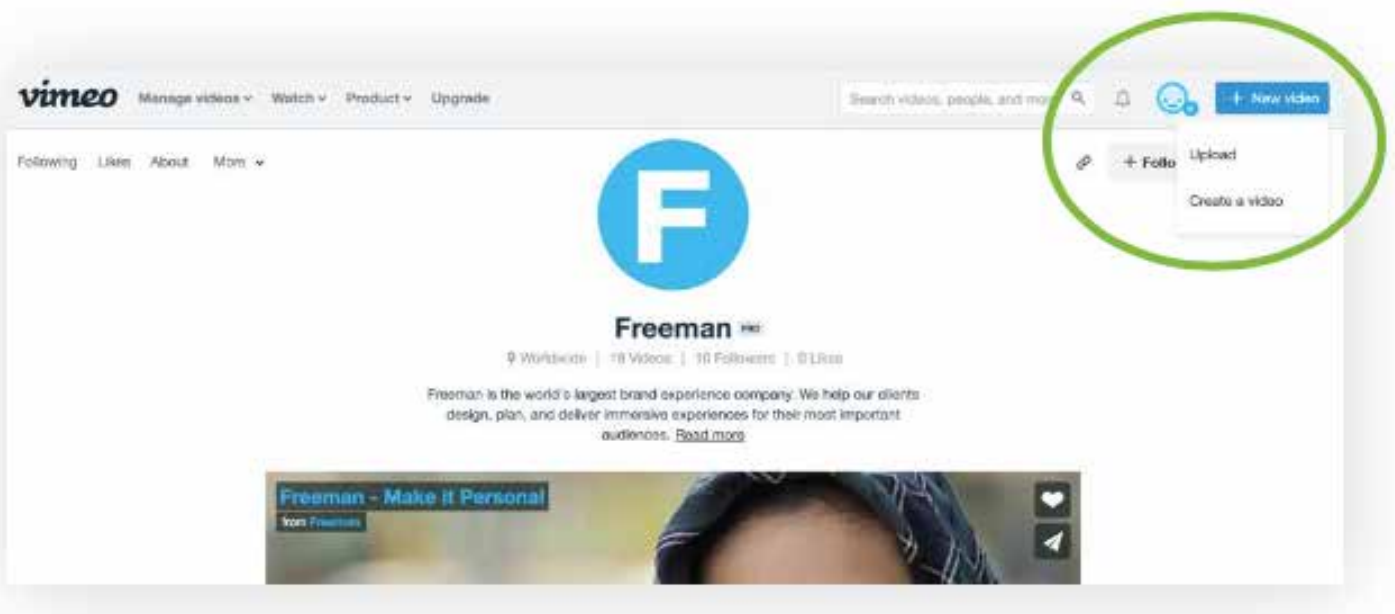 vimeo Manage videos Watch Product Upgrade Search videos, people, and mor + New video
Following Likes About More + Follo Upload
Create a video
F
Freeman PRO
Worldwide | 18 Videos | 10 Followers | 0 Likes
Freeman is the world's largest brand experience company. We help our clients
design, plan, and deliver immersive experiences for their most important
audiences. Read more
Freeman - Make it Personal
from Freeman